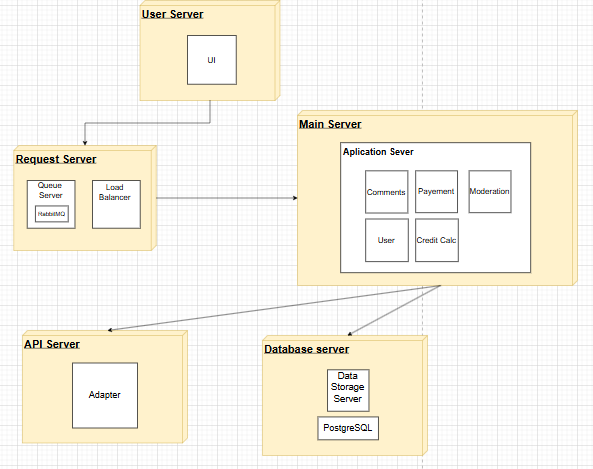 User Server
UI
Main Server
Aplication Sever
Comments
Payement
Moderation
User
Credit Calc
Request Server
Queue
Server
RabbitMQ
Load
Balancer
API Server
Adapter
Database server
Data
Storage
Server
PostgreSQL